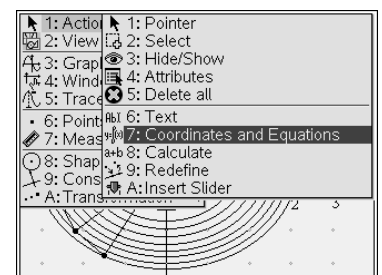 1: Actio
2: View
3: Grap
4: Wind
5: Trace
6: Point
7: Meas
8: Shap
9: Cons
A: Transformation
1: Pointer
2: Select
3: Hide/Show
4: Attributes
5: Delete all
6: Text
7: Coordinates and Equations
8: Calculate
9: Redefine
A: Insert Slider
2 3